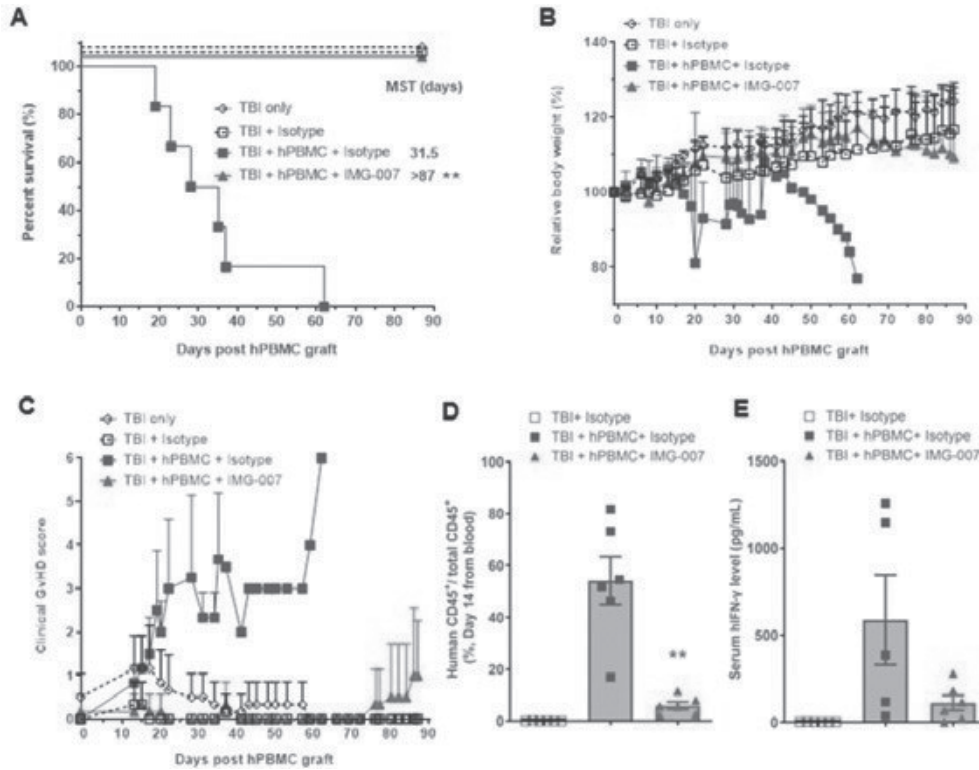 A
Percent survival (%)
100
80
60
40
20
0
MST (days)
TBI only
TBI + Isotype
TBI + hPBMC + Isotype 31.5
TBI + hPBMC + IMG-007 >87 **
0 10 20 30 40 50 60 70 80 90
Days post hPBMC graft
B
TBI only
TBI+ Isotype
TBI+ hPBMC+ Isotype
TBI+ hPBMC+ IMG-007
Relative body weight (%)
140
120
100
80
0 10 20 30 40 50 60 70 80 90
Days post hPBMC graft
C
TBI only
TBI + Isotype
TBI + hPBMC + Isotype
TBI + hPBMC + IMG-007
Clinical GvHD score
6
5
4
3
2
1
0
0 10 20 30 40 50 60 70 80 90
Days post hPBMC graft
D
TBI+ Isotype
TBI + hPBMC+ Isotype
TBI + hPBMC+ IMG-007
Human CD45⁺/ total CD45⁺
(%, Day 14 from blood)
100
80
60
40
20
0
**
E
TBI+ Isotype
TBI + hPBMC+ Isotype
TBI + hPBMC+ IMG-007
Serum hIFN-γ level (pg/mL)
1500
1000
500
0